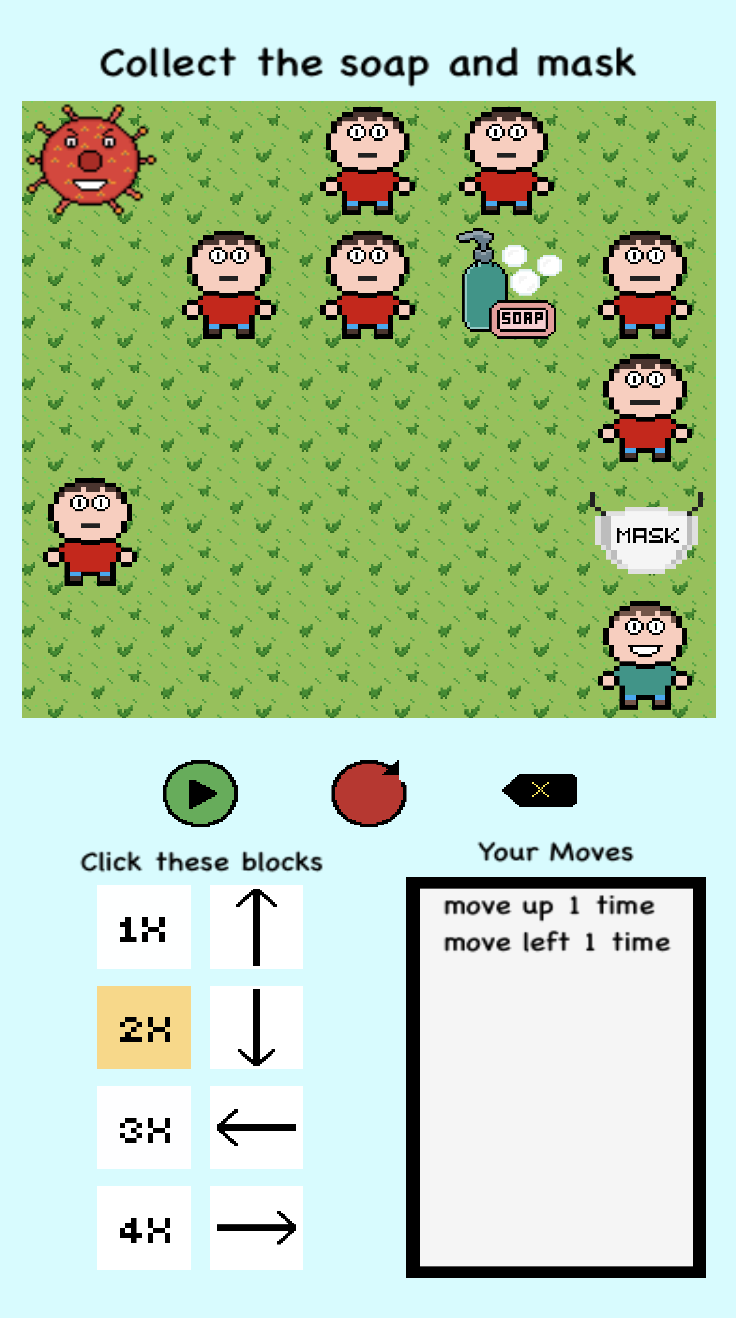 Collect the soap and mask
SOAP
MASK
Click these blocks
Your Moves
1X
move up 1 time
move left 1 time
2X
3X
4X